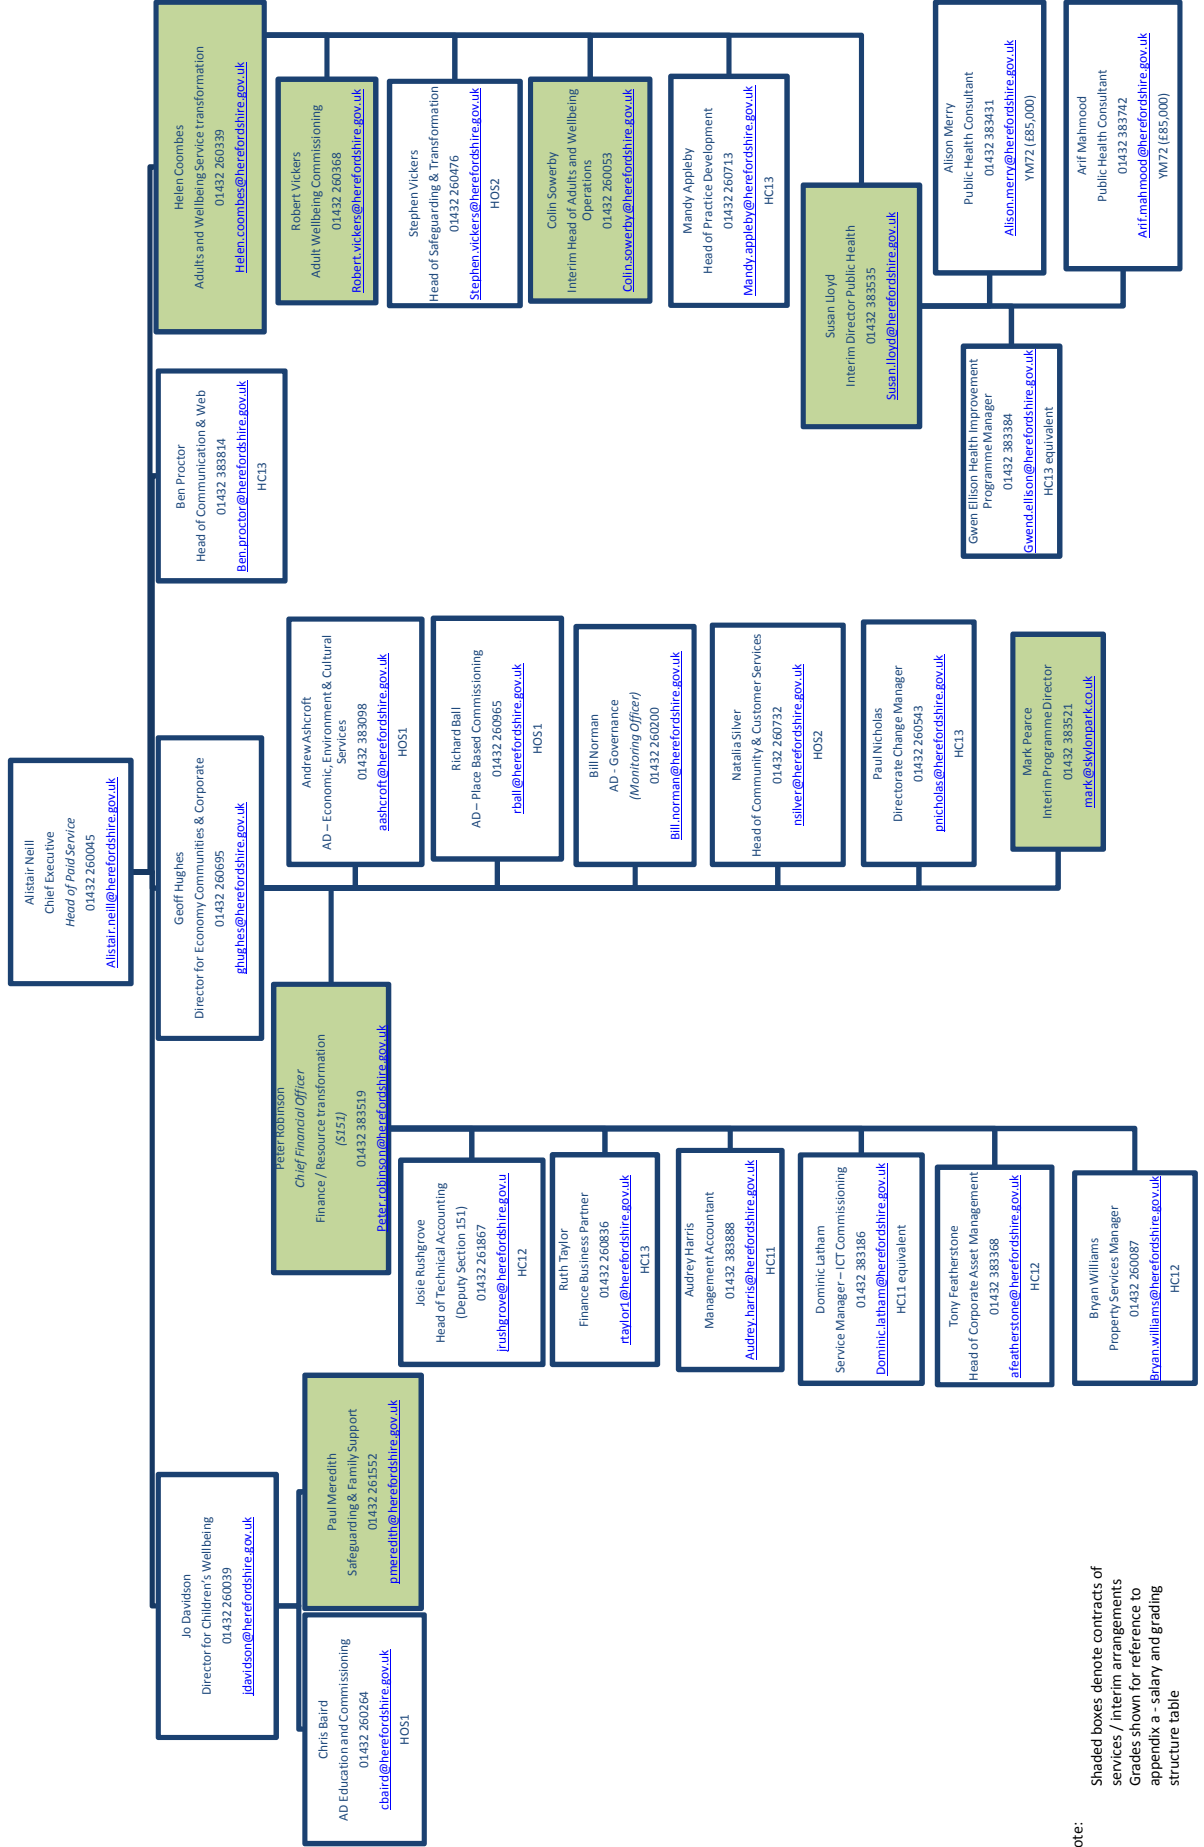 Alistair Neill
Chief Executive
Head of Paid Service
01432 260045
Alistair.neill@herefordshire.gov.uk
Jo Davidson
Director for Children's Wellbeing
01432 260039
jdavidson@herefordshire.gov.uk
Geoff Hughes
Director for Economy Communities & Corporate
01432 260695
ghughes@herefordshire.gov.uk
Ben Proctor
Head of Communication & Web
01432 383814
Ben.proctor@herefordshire.gov.uk
HC13
Helen Coombes
Adults and Wellbeing Service transformation
01432 260339
Helen.coombes@herefordshire.gov.uk
Chris Baird
AD Education and Commissioning
01432 260264
cbaird@herefordshire.gov.uk
HOS1
Paul Meredith
Safeguarding & Family Support
01432 261552
pmeredith@herefordshire.gov.uk
Peter Robinson
Chief Financial Officer
Finance / Resource transformation
(S151)
01432 383519
Peter.robinson@herefordshire.gov.uk
Josie Rushgrove
Head of Technical Accounting
(Deputy Section 151)
01432 261867
jrushgrove@herefordshire.gov.u
HC12
Ruth Taylor
Finance Business Partner
01432 260836
rtaylor1@herefordshire.gov.uk
HC13
Audrey Harris
Management Accountant
01432 383888
Audrey.harris@herefordshire.gov.uk
HC11
Dominic Latham
Service Manager – ICT Commissioning
01432 383186
Dominic.latham@herefordshire.gov.uk
HC11 equivalent
Tony Featherstone
Head of Corporate Asset Management
01432 383368
afeatherstone@herefordshire.gov.uk
HC12
Bryan Williams
Property Services Manager
01432 260087
Bryan.williams@herefordshire.gov.uk
HC12
Andrew Ashcroft
AD – Economic, Environment & Cultural
Services
01432 383098
aashcroft@herefordshire.gov.uk
HOS1
Richard Ball
AD – Place Based Commissioning
01432 260965
rball@herefordshire.gov.uk
HOS1
Bill Norman
AD - Governance
(Monitoring Officer)
01432 260200
Bill.norman@herefordshire.gov.uk
Natalia Silver
Head of Community & Customer Services
01432 260732
nsilver@herefordshire.gov.uk
HOS2
Paul Nicholas
Directorate Change Manager
01432 260543
pnicholas@herefordshire.gov.uk
HC13
Mark Pearce
Interim Programme Director
01432 383521
mark@skylonpark.co.uk
Robert Vickers
Adult Wellbeing Commissioning
01432 260368
Robert.vickers@herefordshire.gov.uk
Stephen Vickers
Head of Safeguarding & Transformation
01432 260476
Stephen.vickers@herefordshire.gov.uk
HOS2
Colin Sowerby
Interim Head of Adults and Wellbeing
Operations
01432 260053
Colin.sowerby@herefordshire.gov.uk
Mandy Appleby
Head of Practice Development
01432 260713
Mandy.appleby@herefordshire.gov.uk
HC13
Susan Lloyd
Interim Director Public Health
01432 383535
Susan.lloyd@herefordshire.gov.uk
Gwen Ellison Health Improvement
Programme Manager
01432 383384
Gwend.ellison@herefordshire.gov.uk
HC13 equivalent
Alison Merry
Public Health Consultant
01432 383431
Alison.merry@herefordshire.gov.uk
YM72 (£85,000)
Arif Mahmood
Public Health Consultant
01432 383742
Arif.mahmood@herefordshire.gov.uk
YM72 (£85,000)
ote:
Shaded boxes denote contracts of
services / interim arrangements
Grades shown for reference to
appendix a - salary and grading
structure table